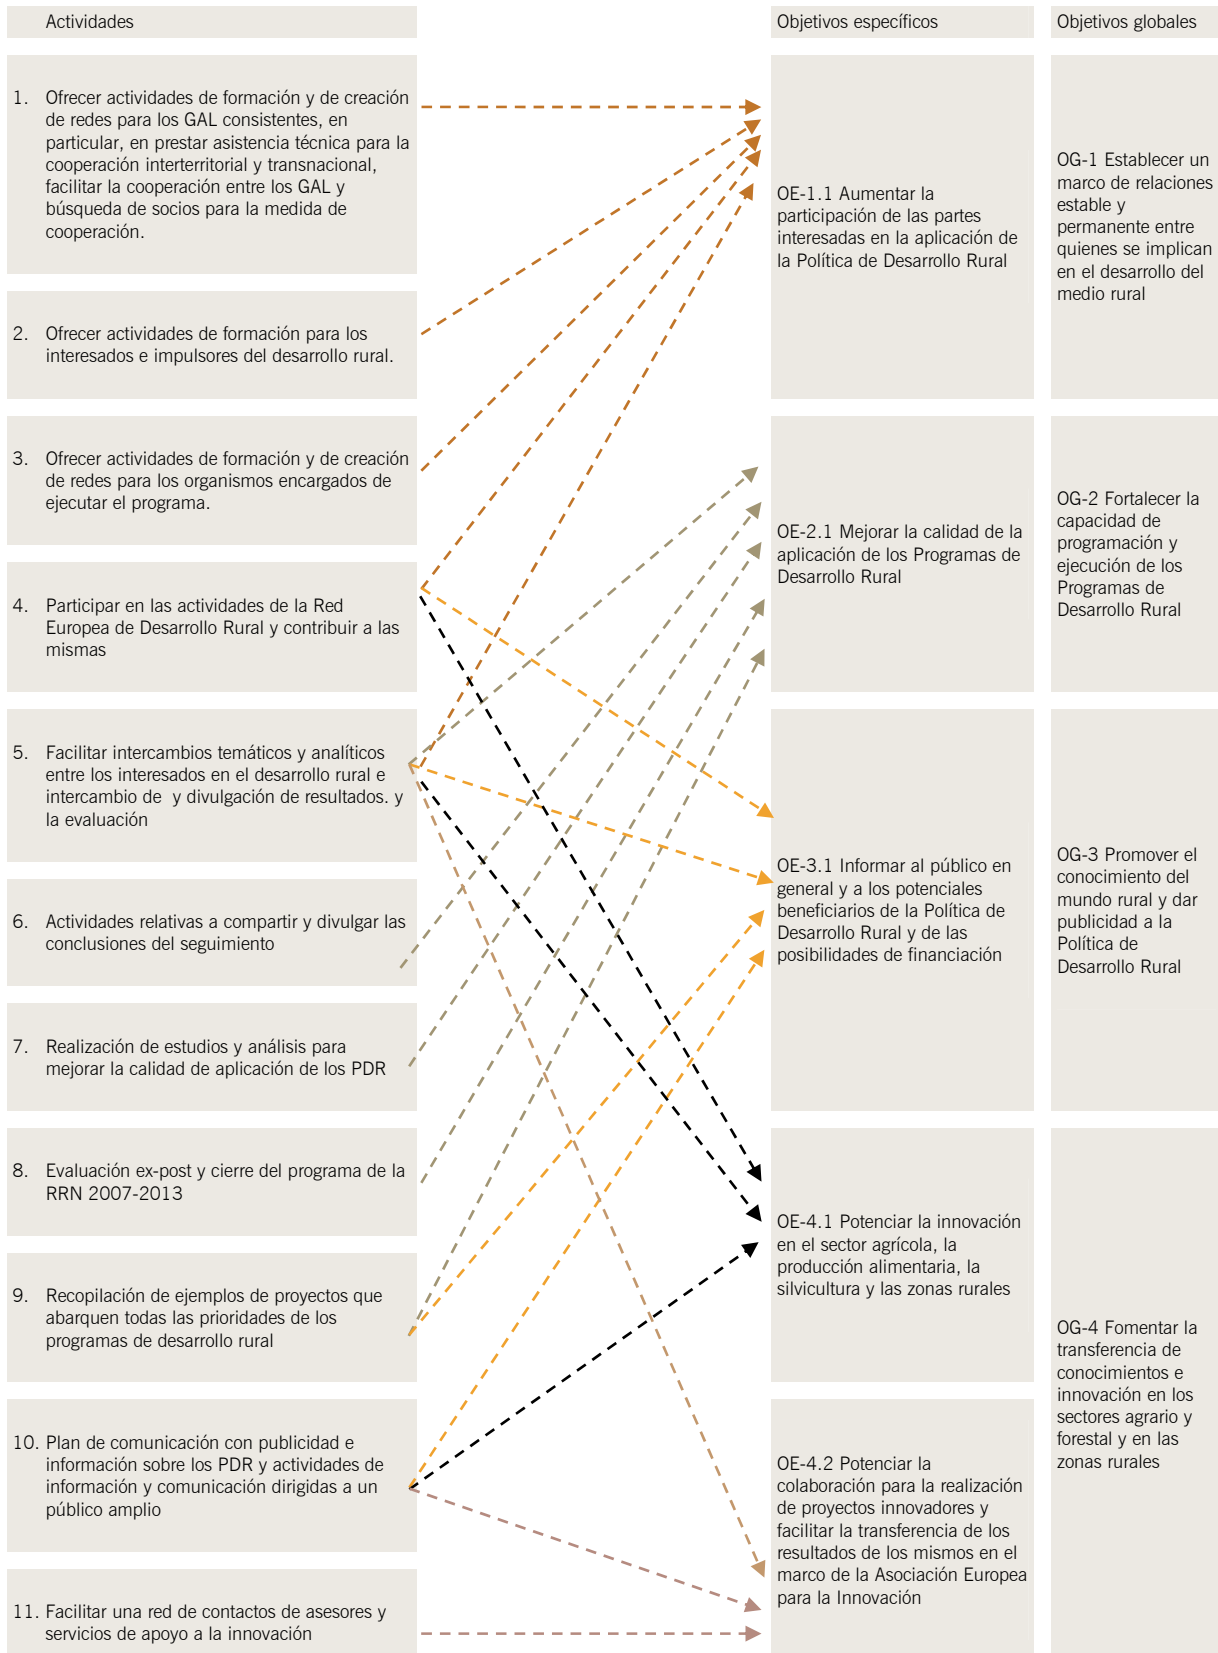 Actividades
1. Ofrecer actividades de formación y de creación
de redes para los GAL consistentes, en
particular, en prestar asistencia técnica para la
cooperación interterritorial y transnacional,
facilitar la cooperación entre los GAL y
búsqueda de socios para la medida de
cooperación.
2. Ofrecer actividades de formación para los
interesados e impulsores del desarrollo rural.
3. Ofrecer actividades de formación y de creación
de redes para los organismos encargados de
ejecutar el programa.
4. Participar en las actividades de la Red
Europea de Desarrollo Rural y contribuir a las
mismas
5. Facilitar intercambios temáticos y analíticos
entre los interesados en el desarrollo rural e
intercambio de y divulgación de resultados. y
la evaluación
6. Actividades relativas a compartir y divulgar las
conclusiones del seguimiento
7. Realización de estudios y análisis para
mejorar la calidad de aplicación de los PDR
8. Evaluación ex-post y cierre del programa de la
RRN 2007-2013
9. Recopilación de ejemplos de proyectos que
abarquen todas las prioridades de los
programas de desarrollo rural
10. Plan de comunicación con publicidad e
información sobre los PDR y actividades de
información y comunicación dirigidas a un
público amplio
11. Facilitar una red de contactos de asesores y
servicios de apoyo a la innovación
Objetivos específicos
OE-1.1 Aumentar la
participación de las partes
interesadas en la aplicación de
la Política de Desarrollo Rural
OE-2.1 Mejorar la calidad de la
aplicación de los Programas de
Desarrollo Rural
OE-3.1 Informar al público en
general y a los potenciales
beneficiarios de la Política de
Desarrollo Rural y de las
posibilidades de financiación
OE-4.1 Potenciar la innovación
en el sector agrícola, la
producción alimentaria, la
silvicultura y las zonas rurales
OE-4.2 Potenciar la
colaboración para la realización
de proyectos innovadores y
facilitar la transferencia de los
resultados de los mismos en el
marco de la Asociación Europea
para la Innovación
Objetivos globales
OG-1 Establecer un
marco de relaciones
estable y
permanente entre
quienes se implican
en el desarrollo del
medio rural
OG-2 Fortalecer la
capacidad de
programación y
ejecución de los
Programas de
Desarrollo Rural
OG-3 Promover el
conocimiento del
mundo rural y dar
publicidad a la
Política de
Desarrollo Rural
OG-4 Fomentar la
transferencia de
conocimientos e
innovación en los
sectores agrario y
forestal y en las
zonas rurales